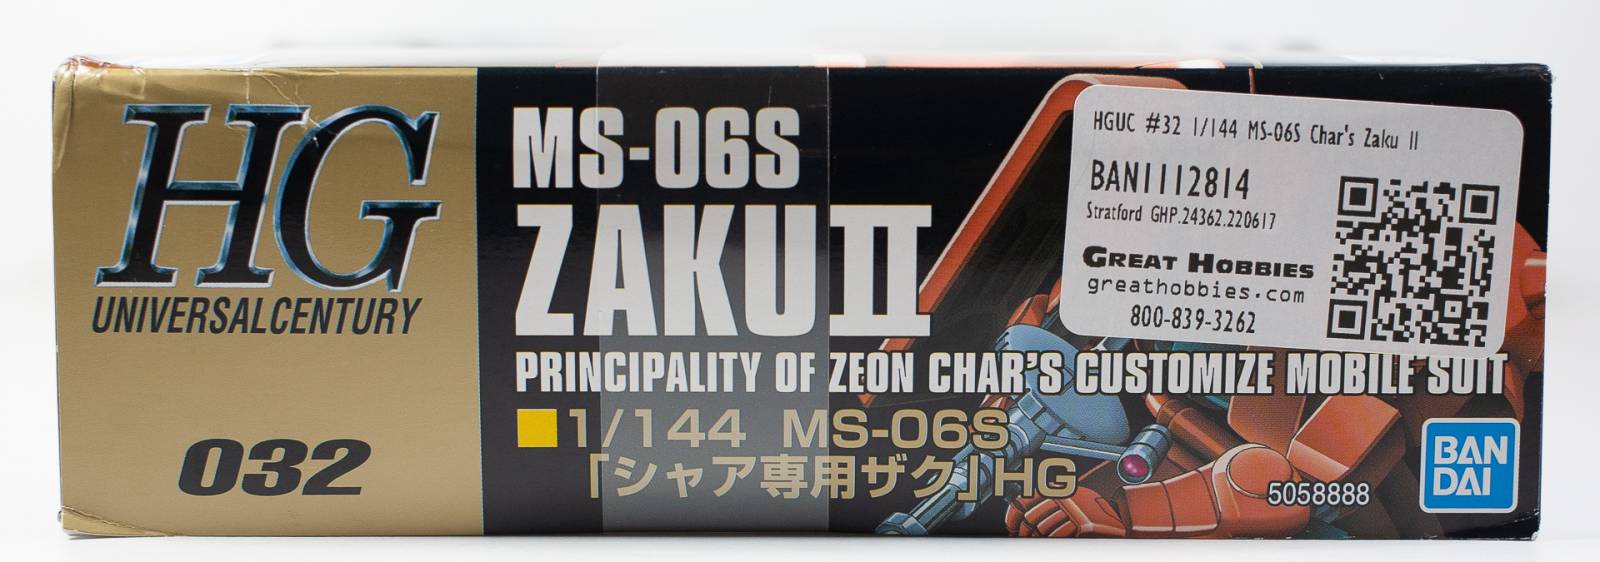 HG
UNIVERSALCENTURY
032
MS-06S
ZAKU II
PRINCIPALITY OF ZEON CHAR'S CUSTOMIZE MOBILE SUIT
1/144 MS-06S
「シャア専用ザク」HG
HGUC #32 1/144 MS-06S Char's Zaku II
BAN1112814
Stratford GHP.24362.220617
GREAT HOBBIES
greathobbies.com
800-839-3262
5058888
BAN
DAI